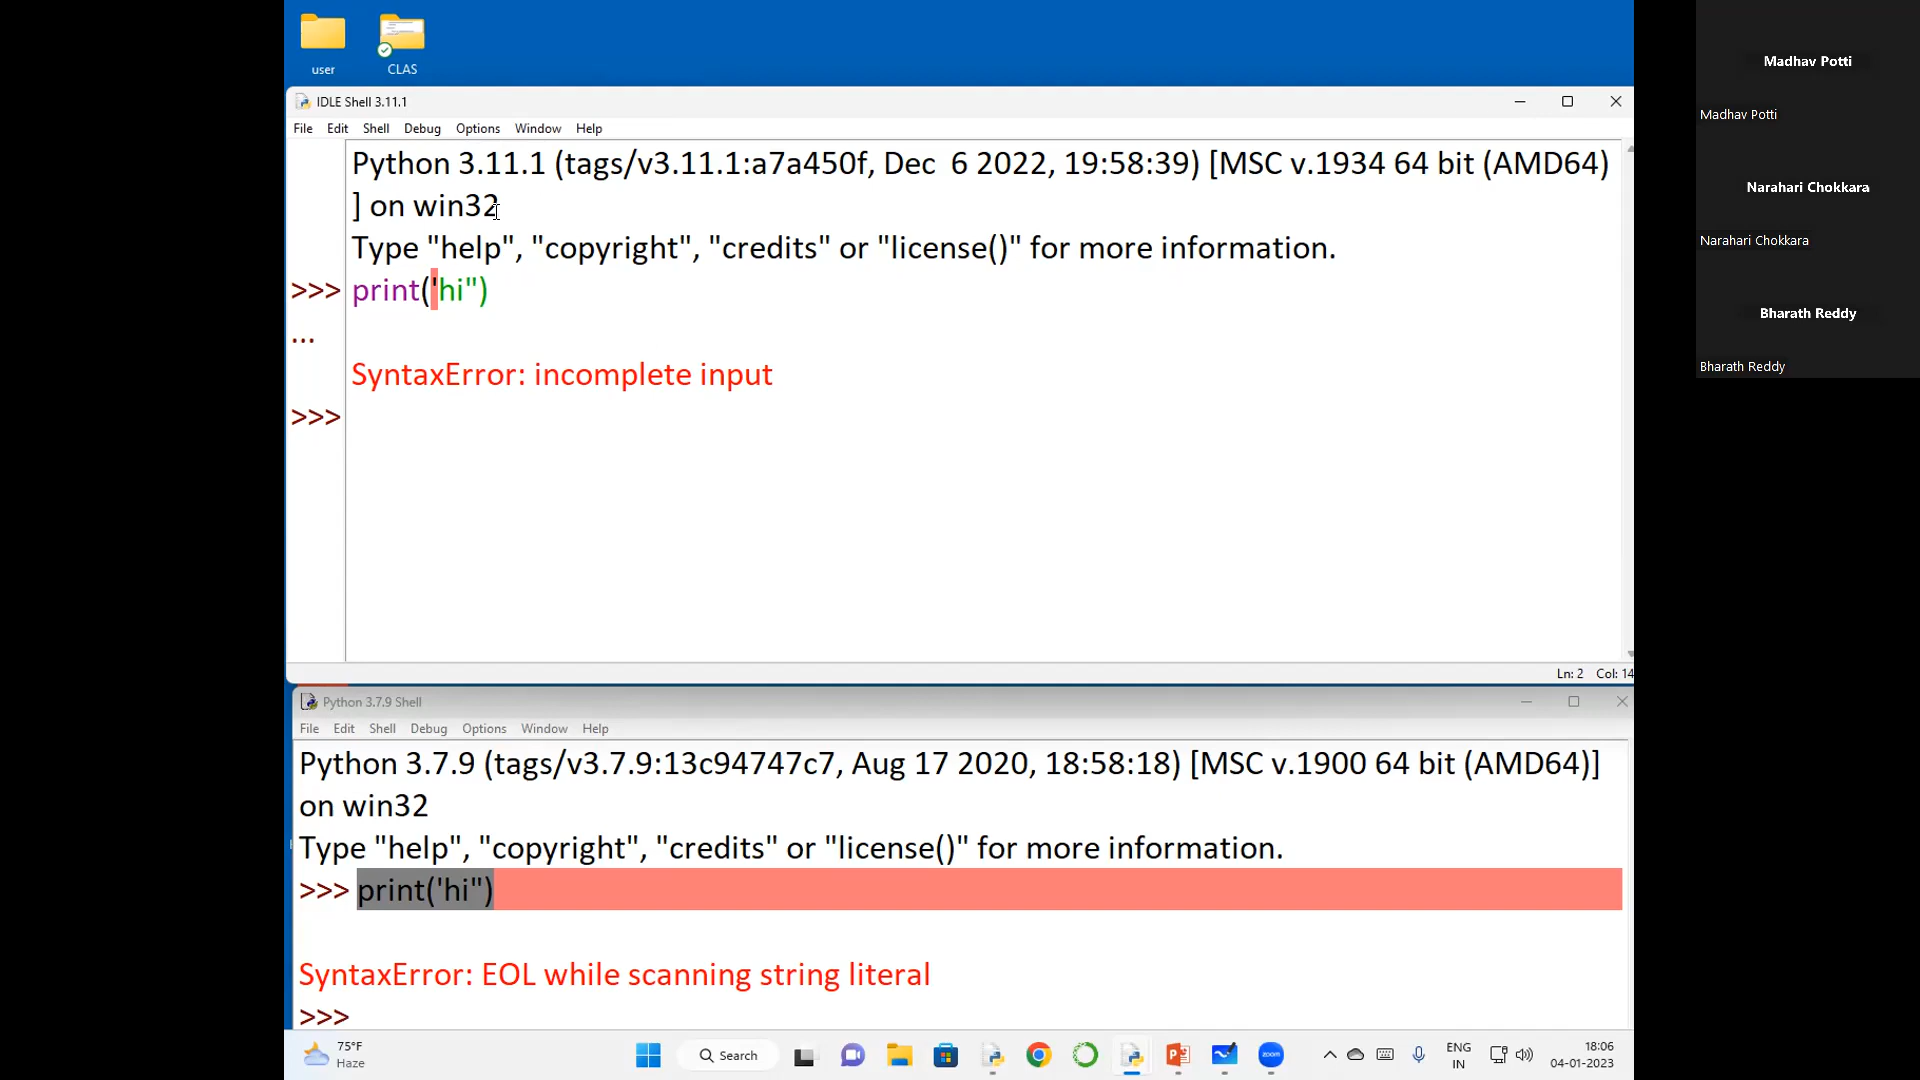 user
CLAS
IDLE Shell 3.11.1
File Edit Shell Debug Options Window Help
Python 3.11.1 (tags/v3.11.1:a7a450f, Dec  6 2022, 19:58:39) [MSC v.1934 64 bit (AMD64)
] on win32
Type "help", "copyright", "credits" or "license()" for more information.
>>> print('hi")
...
SyntaxError: incomplete input
>>>
Ln: 2 Col: 14
Python 3.7.9 Shell
File Edit Shell Debug Options Window Help
Python 3.7.9 (tags/v3.7.9:13c94747c7, Aug 17 2020, 18:58:18) [MSC v.1900 64 bit (AMD64)]
on win32
Type "help", "copyright", "credits" or "license()" for more information.
>>> print('hi")
SyntaxError: EOL while scanning string literal
>>>
75°F
Haze
Search
zoom
ENG
IN
18:06
04-01-2023
Madhav Potti
Madhav Potti
Narahari Chokkara
Narahari Chokkara
Bharath Reddy
Bharath Reddy